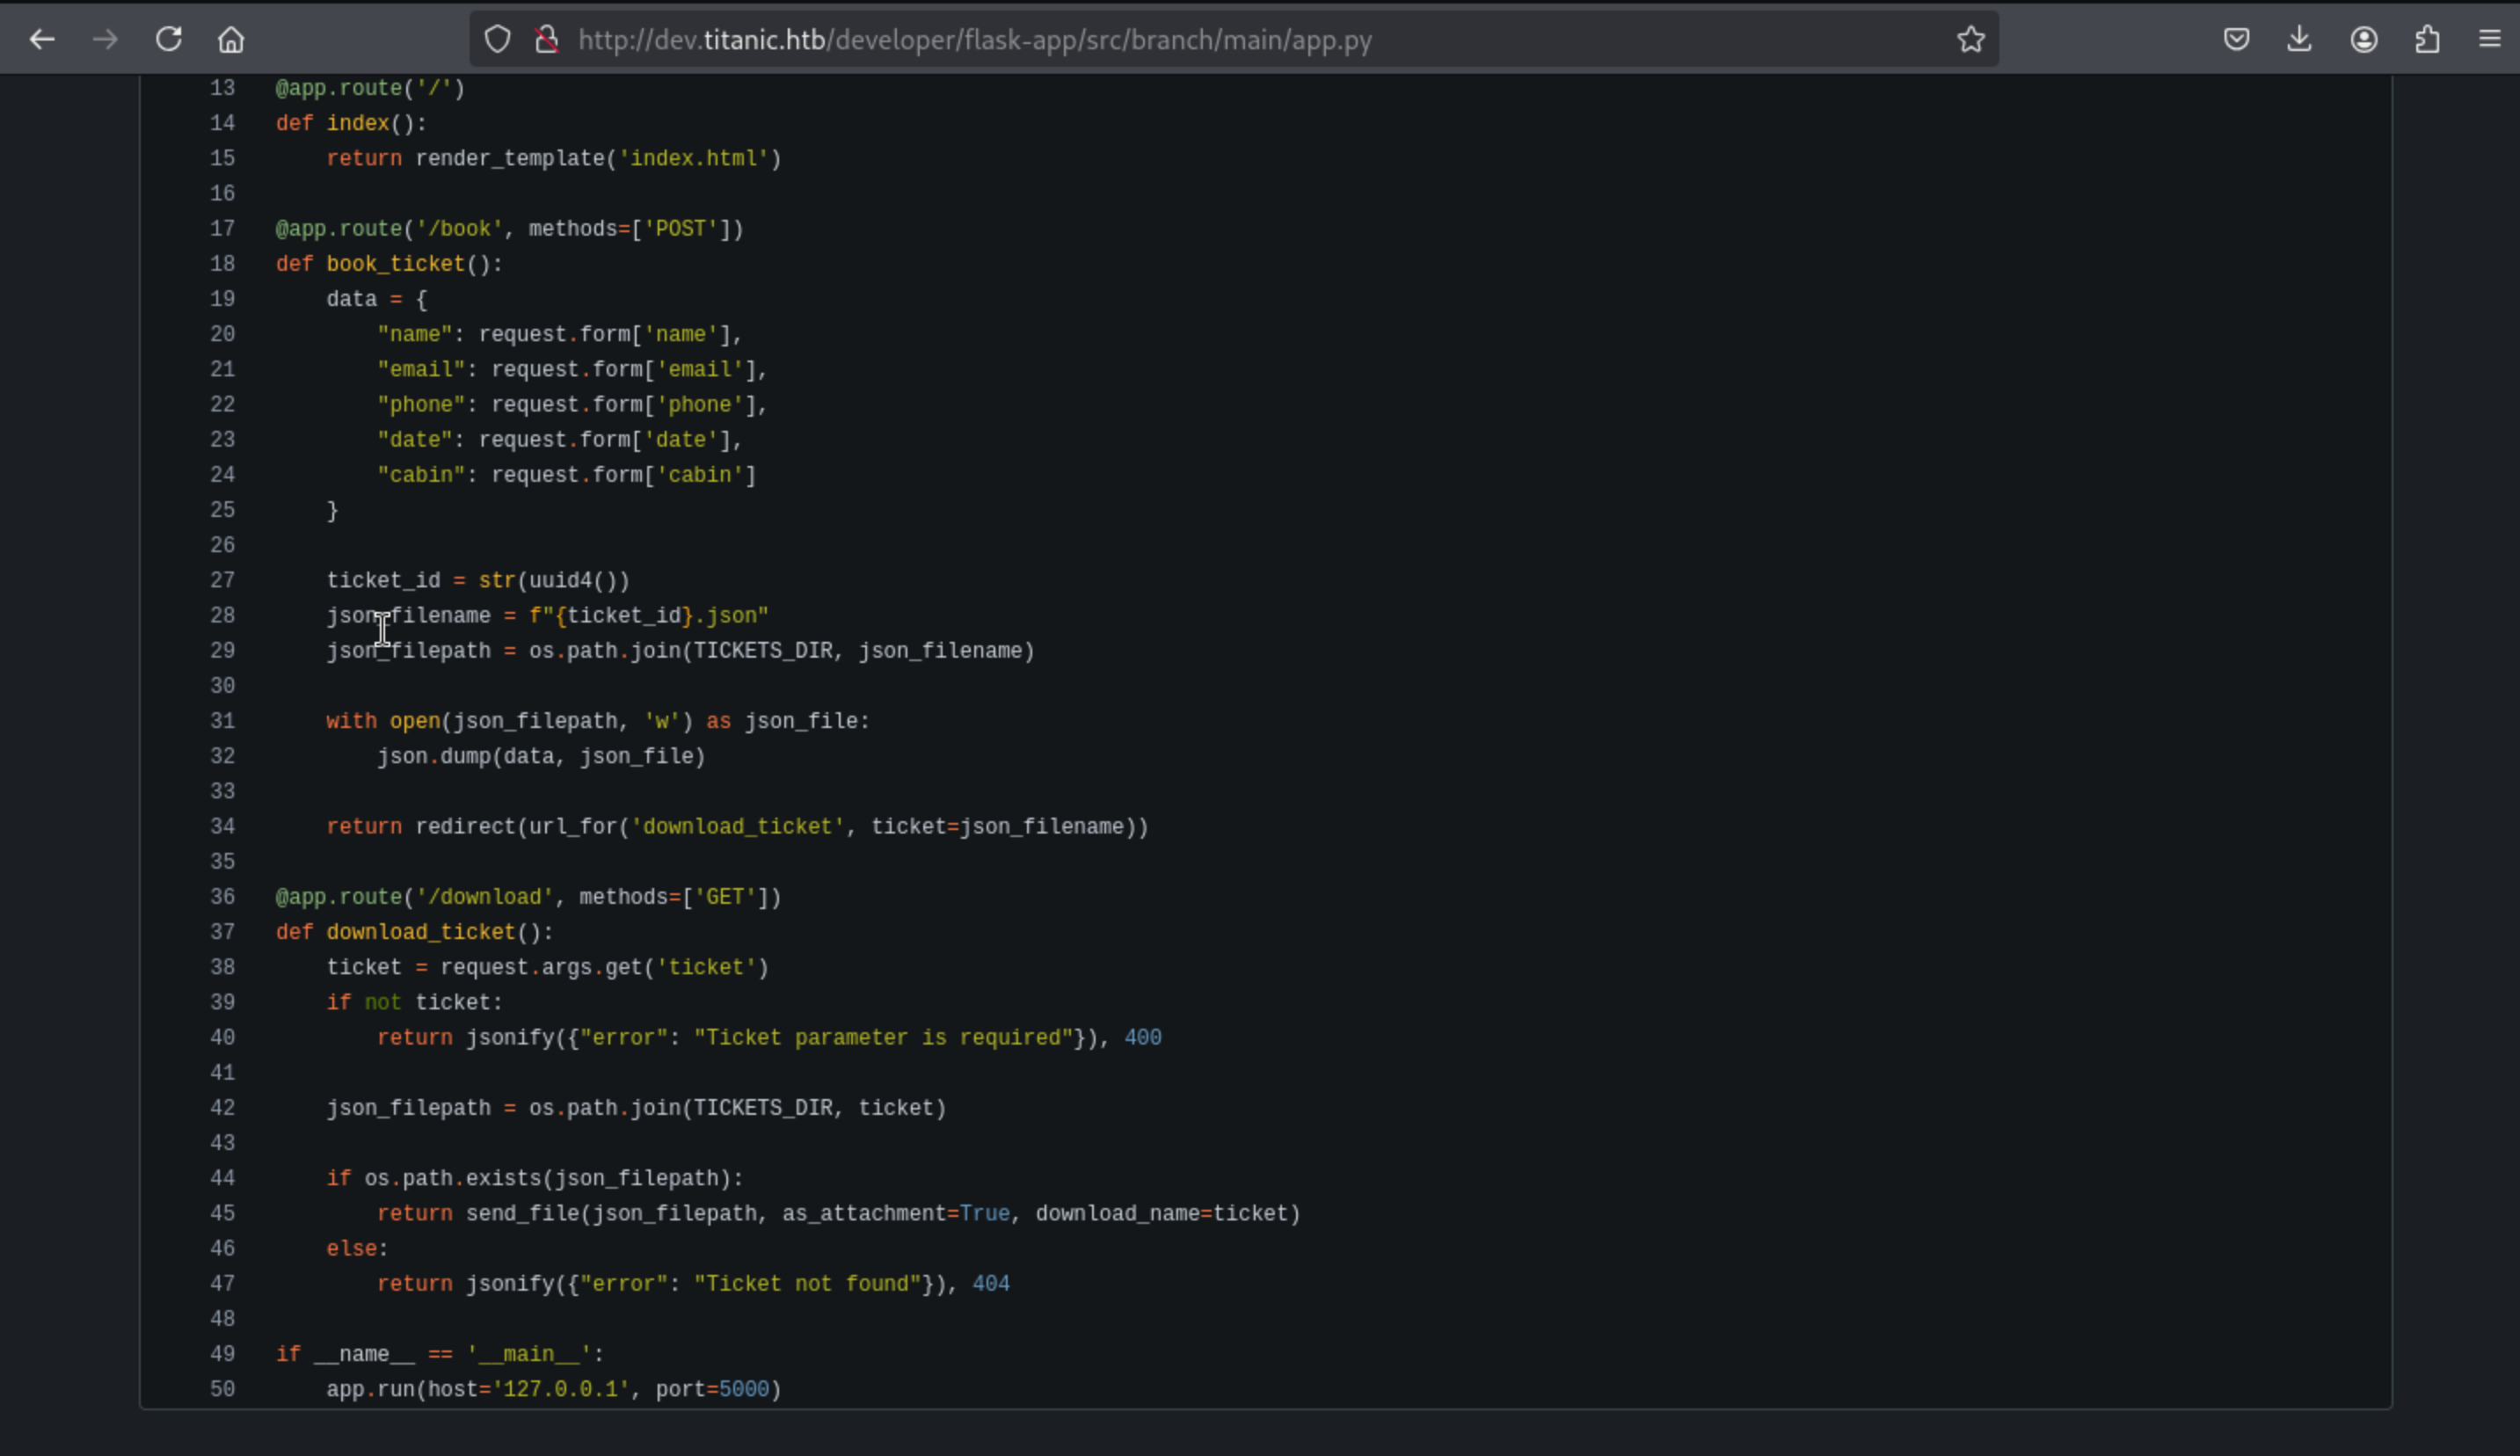 http://dev.titanic.htb/developer/flask-app/src/branch/main/app.py
13 @app.route('/')
14 def index():
15     return render_template('index.html')
16
17 @app.route('/book', methods=['POST'])
18 def book_ticket():
19     data = {
20         "name": request.form['name'],
21         "email": request.form['email'],
22         "phone": request.form['phone'],
23         "date": request.form['date'],
24         "cabin": request.form['cabin']
25     }
26
27     ticket_id = str(uuid4())
28     json_filename = f"{ticket_id}.json"
29     json_filepath = os.path.join(TICKETS_DIR, json_filename)
30
31     with open(json_filepath, 'w') as json_file:
32         json.dump(data, json_file)
33
34     return redirect(url_for('download_ticket', ticket=json_filename))
35
36 @app.route('/download', methods=['GET'])
37 def download_ticket():
38     ticket = request.args.get('ticket')
39     if not ticket:
40         return jsonify({"error": "Ticket parameter is required"}), 400
41
42     json_filepath = os.path.join(TICKETS_DIR, ticket)
43
44     if os.path.exists(json_filepath):
45         return send_file(json_filepath, as_attachment=True, download_name=ticket)
46     else:
47         return jsonify({"error": "Ticket not found"}), 404
48
49 if __name__ == '__main__':
50     app.run(host='127.0.0.1', port=5000)